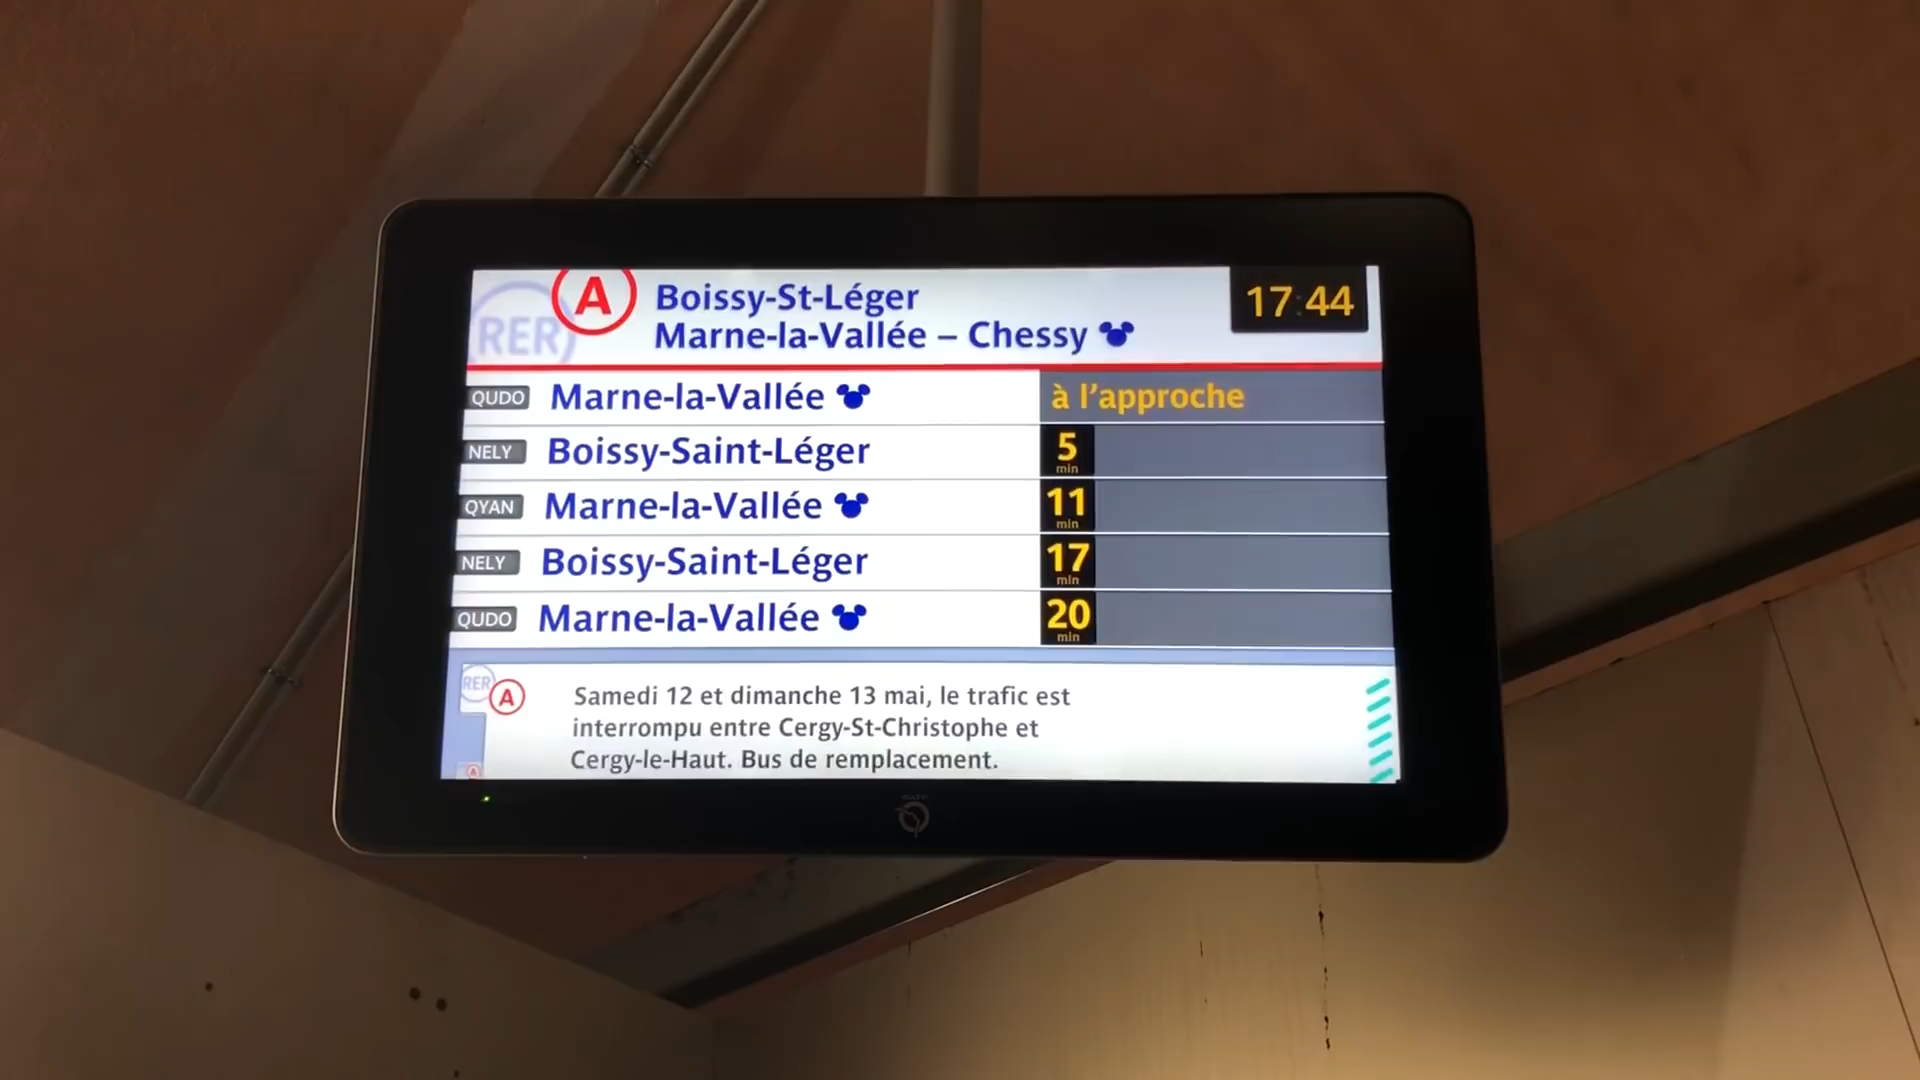 RER A Boissy-St-Léger 17:44
Marne-la-Vallée – Chessy
QUDO Marne-la-Vallée à l'approche
NELY Boissy-Saint-Léger 5 min
QYAN Marne-la-Vallée 11 min
NELY Boissy-Saint-Léger 17 min
QUDO Marne-la-Vallée 20 min
RER A Samedi 12 et dimanche 13 mai, le trafic est
interrompu entre Cergy-St-Christophe et
Cergy-le-Haut. Bus de remplacement.